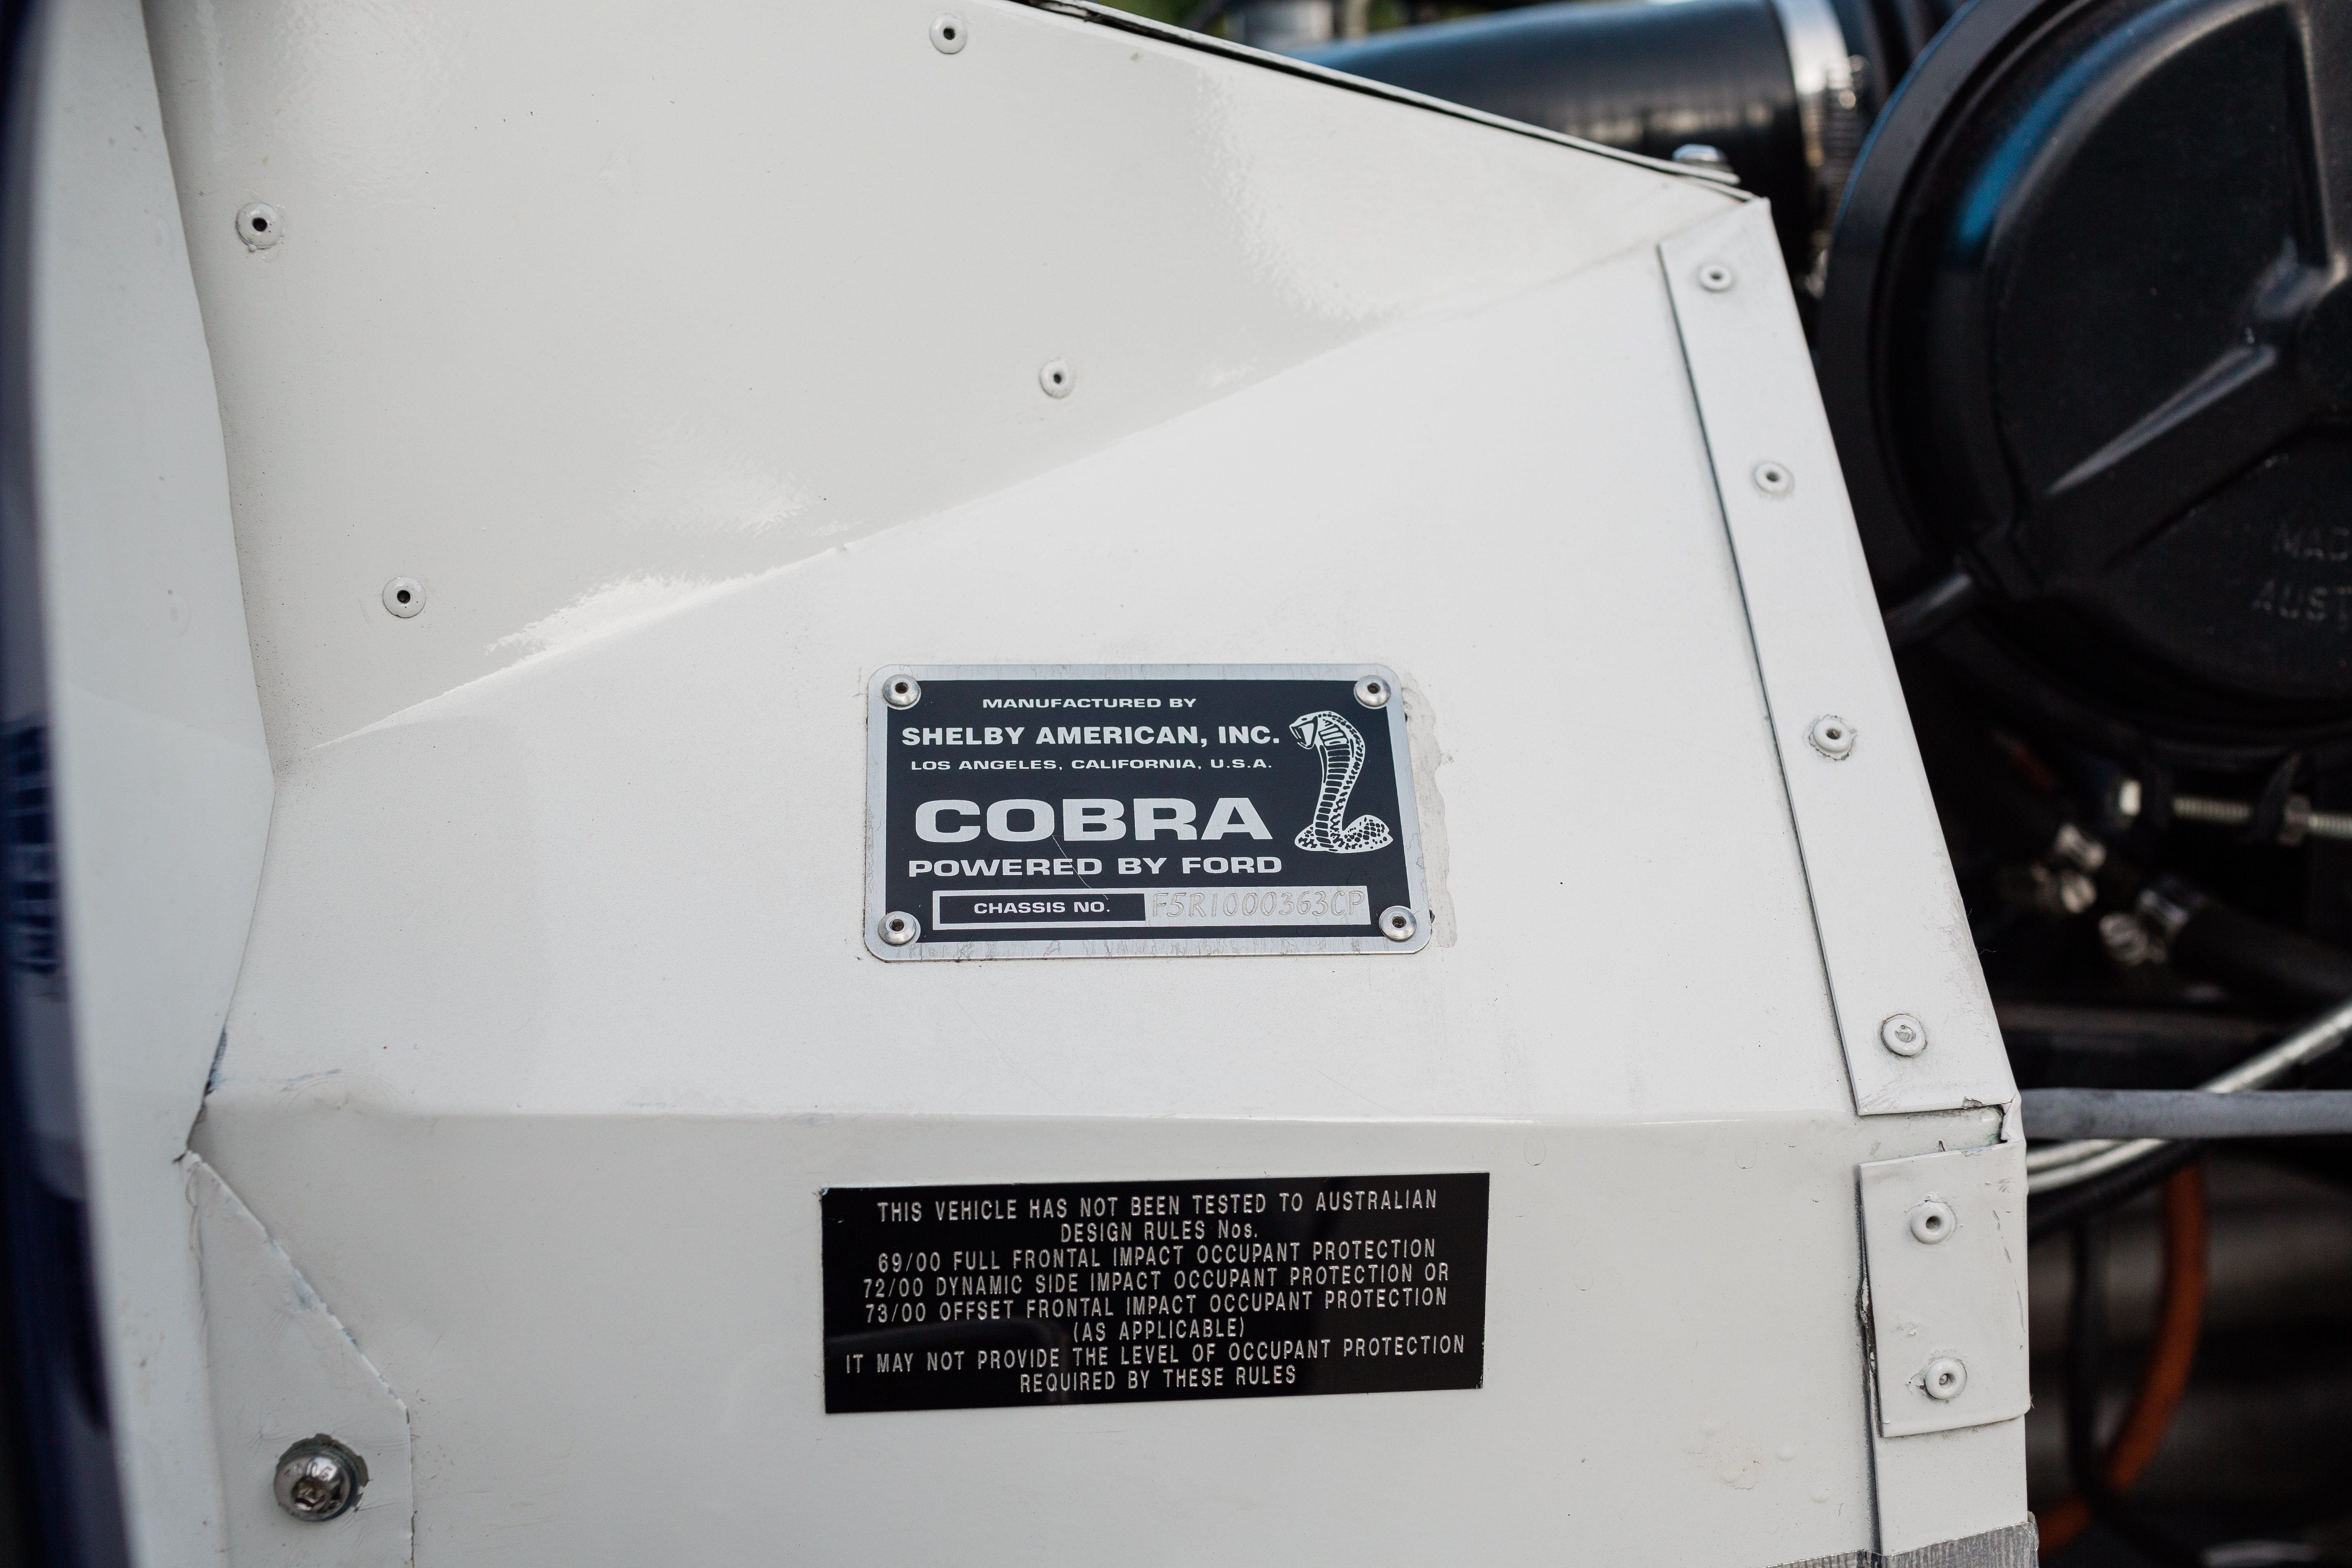 MANUFACTURED BY
SHELBY AMERICAN, INC.
LOS ANGELES, CALIFORNIA, U.S.A.
COBRA
POWERED BY FORD
CHASSIS NO. F5R1000363CP
THIS VEHICLE HAS NOT BEEN TESTED TO AUSTRALIAN
DESIGN RULES Nos.
69/00 FULL FRONTAL IMPACT OCCUPANT PROTECTION
72/00 DYNAMIC SIDE IMPACT OCCUPANT PROTECTION OR
73/00 OFFSET FRONTAL IMPACT OCCUPANT PROTECTION
(AS APPLICABLE)
IT MAY NOT PROVIDE THE LEVEL OF OCCUPANT PROTECTION
REQUIRED BY THESE RULES